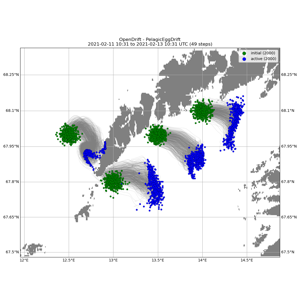 OpenDrift - PelagicEggDrift
2021-02-11 10:31 to 2021-02-13 10:31 UTC (49 steps)
initial (2000)
active (2000)
68.25°N
68.1°N
67.95°N
67.8°N
67.65°N
67.5°N
12°E
12.5°E
13°E
13.5°E
14°E
14.5°E